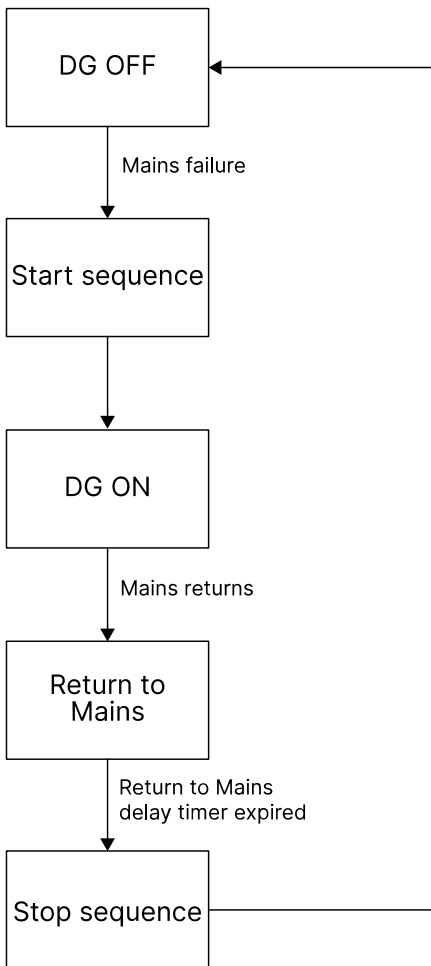 DG OFF
Mains failure
Start sequence
DG ON
Mains returns
Return to
Mains
Return to Mains
delay timer expired
Stop sequence